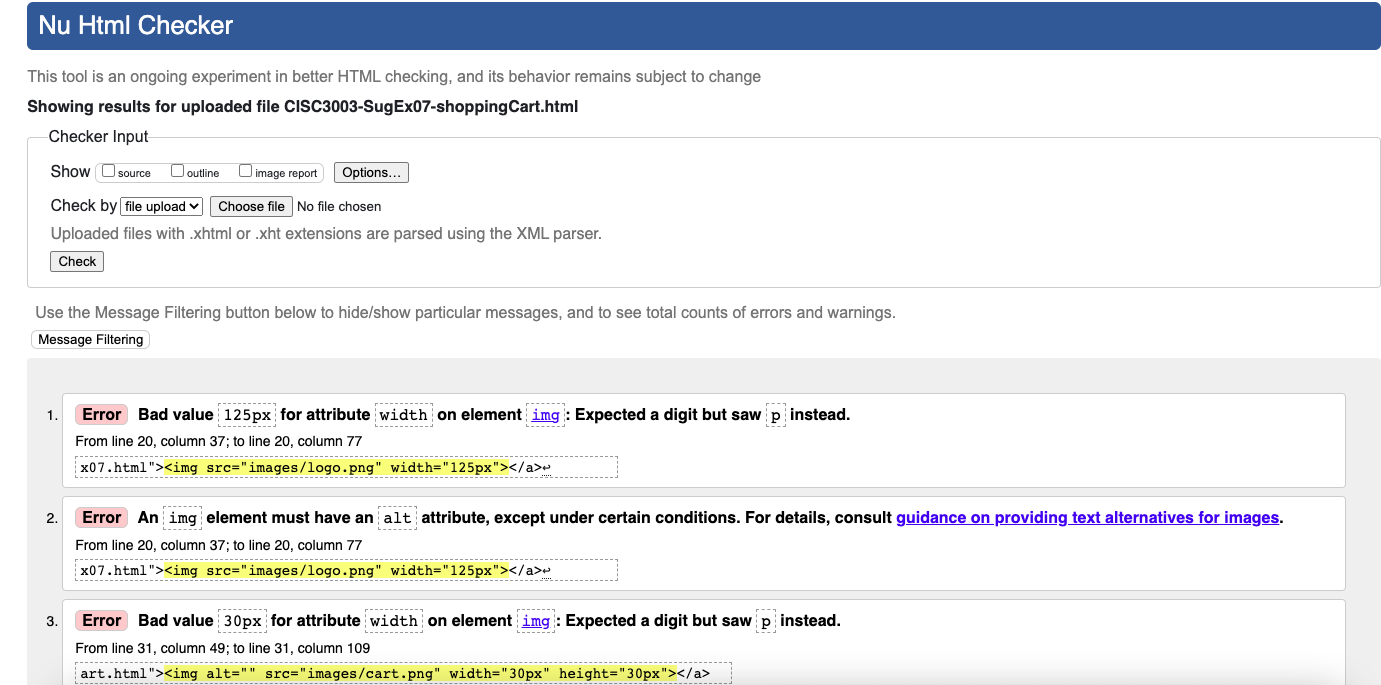 Nu Html Checker
This tool is an ongoing experiment in better HTML checking, and its behavior remains subject to change
Showing results for uploaded file CISC3003-SugEx07-shoppingCart.html
Checker Input
Show source outline image report Options...
Check by file upload Choose file No file chosen
Uploaded files with .xhtml or .xht extensions are parsed using the XML parser.
Check
Use the Message Filtering button below to hide/show particular messages, and to see total counts of errors and warnings.
Message Filtering
1. Error Bad value 125px for attribute width on element img: Expected a digit but saw p instead.
From line 20, column 37; to line 20, column 77
x07.html"><img src="images/logo.png" width="125px"></a>↩
2. Error An img element must have an alt attribute, except under certain conditions. For details, consult guidance on providing text alternatives for images.
From line 20, column 37; to line 20, column 77
x07.html"><img src="images/logo.png" width="125px"></a>↩
3. Error Bad value 30px for attribute width on element img: Expected a digit but saw p instead.
From line 31, column 49; to line 31, column 109
art.html"><img alt="" src="images/cart.png" width="30px" height="30px"></a>